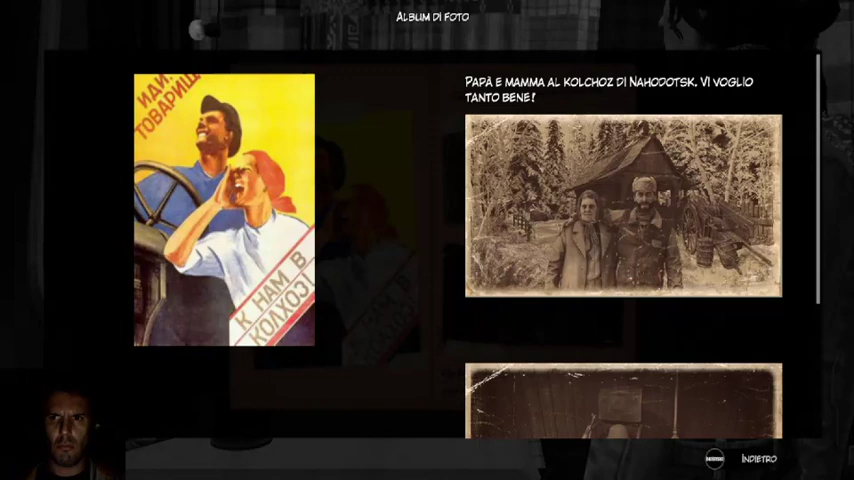 Album di foto
ИДИ,
ТОВАРИЩ
К НАМ В
КОЛХОЗ!
Papà e mamma al kolchoz di Nahodotsk. Vi voglio
tanto bene!
Indietro